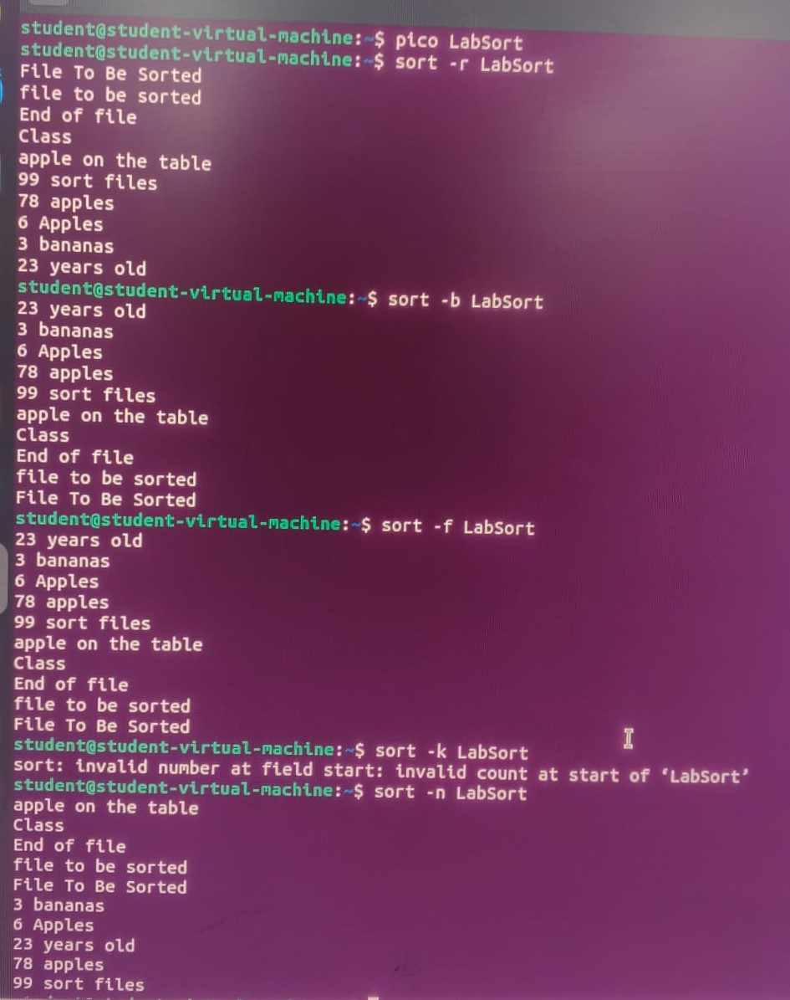 student@student-virtual-machine:~$ pico LabSort
student@student-virtual-machine:~$ sort -r LabSort
File To Be Sorted
file to be sorted
End of file
Class
apple on the table
99 sort files
78 apples
6 Apples
3 bananas
23 years old
student@student-virtual-machine:~$ sort -b LabSort
23 years old
3 bananas
6 Apples
78 apples
99 sort files
apple on the table
Class
End of file
file to be sorted
File To Be Sorted
student@student-virtual-machine:~$ sort -f LabSort
23 years old
3 bananas
6 Apples
78 apples
99 sort files
apple on the table
Class
End of file
file to be sorted
File To Be Sorted
student@student-virtual-machine:~$ sort -k LabSort
sort: invalid number at field start: invalid count at start of ‘LabSort’
student@student-virtual-machine:~$ sort -n LabSort
apple on the table
Class
End of file
file to be sorted
File To Be Sorted
3 bananas
6 Apples
23 years old
78 apples
99 sort files